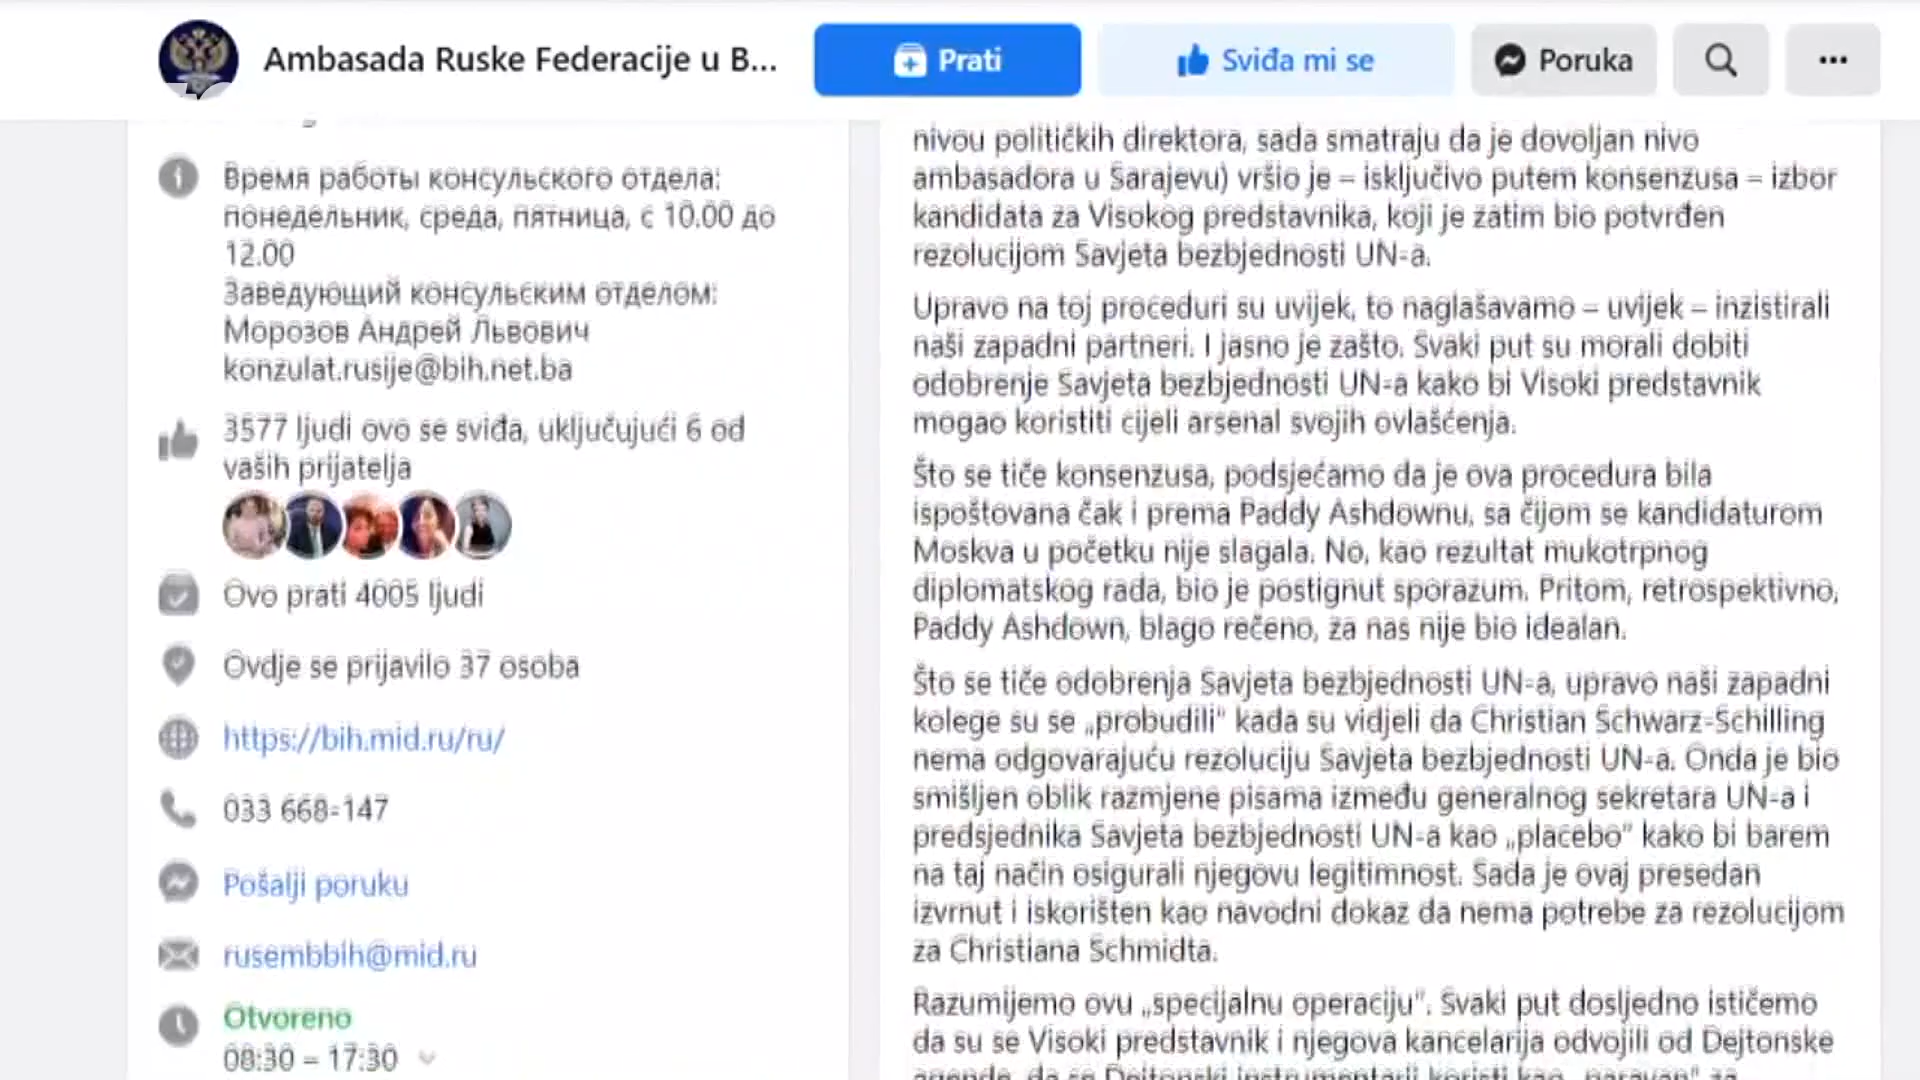 Ambasada Ruske Federacije u B...
Prati
Sviđa mi se
Poruka
Время работы консульского отдела:
понедельник, среда, пятница, с 10.00 до
12.00
Заведующий консульским отделом:
Морозов Андрей Львович
konzulat.rusije@bih.net.ba
3577 ljudi ovo se sviđa, uključujući 6 od
vaših prijatelja
Ovo prati 4005 ljudi
Ovdje se prijavilo 37 osoba
https://bih.mid.ru/ru/
033 668-147
Pošalji poruku
rusembbih@mid.ru
Otvoreno
08:30 – 17:30
nivou političkih direktora, sada smatraju da je dovoljan nivo
ambasadora u Sarajevu) vršio je – isključivo putem konsenzusa – izbor
kandidata za Visokog predstavnika, koji je zatim bio potvrđen
rezolucijom Savjeta bezbjednosti UN-a.
Upravo na toj proceduri su uvijek, to naglašavamo – uvijek – inzistirali
naši zapadni partneri. I jasno je zašto. Svaki put su morali dobiti
odobrenje Savjeta bezbjednosti UN-a kako bi Visoki predstavnik
mogao koristiti cijeli arsenal svojih ovlašćenja.
Što se tiče konsenzusa, podsjećamo da je ova procedura bila
ispoštovana čak i prema Paddy Ashdownu, sa čijom se kandidaturom
Moskva u početku nije slagala. No, kao rezultat mukotrpnog
diplomatskog rada, bio je postignut sporazum. Pritom, retrospektivno,
Paddy Ashdown, blago rečeno, za nas nije bio idealan.
Što se tiče odobrenja Savjeta bezbjednosti UN-a, upravo naši zapadni
kolege su se „probudili“ kada su vidjeli da Christian Schwarz-Schilling
nema odgovarajuću rezoluciju Savjeta bezbjednosti UN-a. Onda je bio
smišljen oblik razmjene pisama između generalnog sekretara UN-a i
predsjednika Savjeta bezbjednosti UN-a kao „placebo“ kako bi barem
na taj način osigurali njegovu legitimnost. Sada je ovaj presedan
izvrnut i iskorišten kao navodni dokaz da nema potrebe za rezolucijom
za Christiana Schmidta.
Razumijemo ovu „specijalnu operaciju“. Svaki put dosljedno ističemo
da su se Visoki predstavnik i njegova kancelarija odvojili od Dejtonske
agende, da se Dejtonski instrumentarij koristi kao „paravan“ za